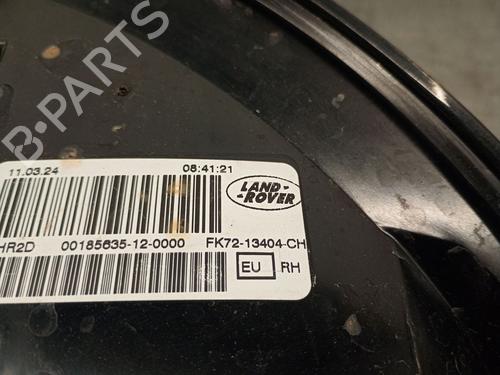 B-PARTS
11.03.24 08:41:21
LAND-
-ROVER
HR2D 00185635-12-0000 FK72-13404-CH
EU RH